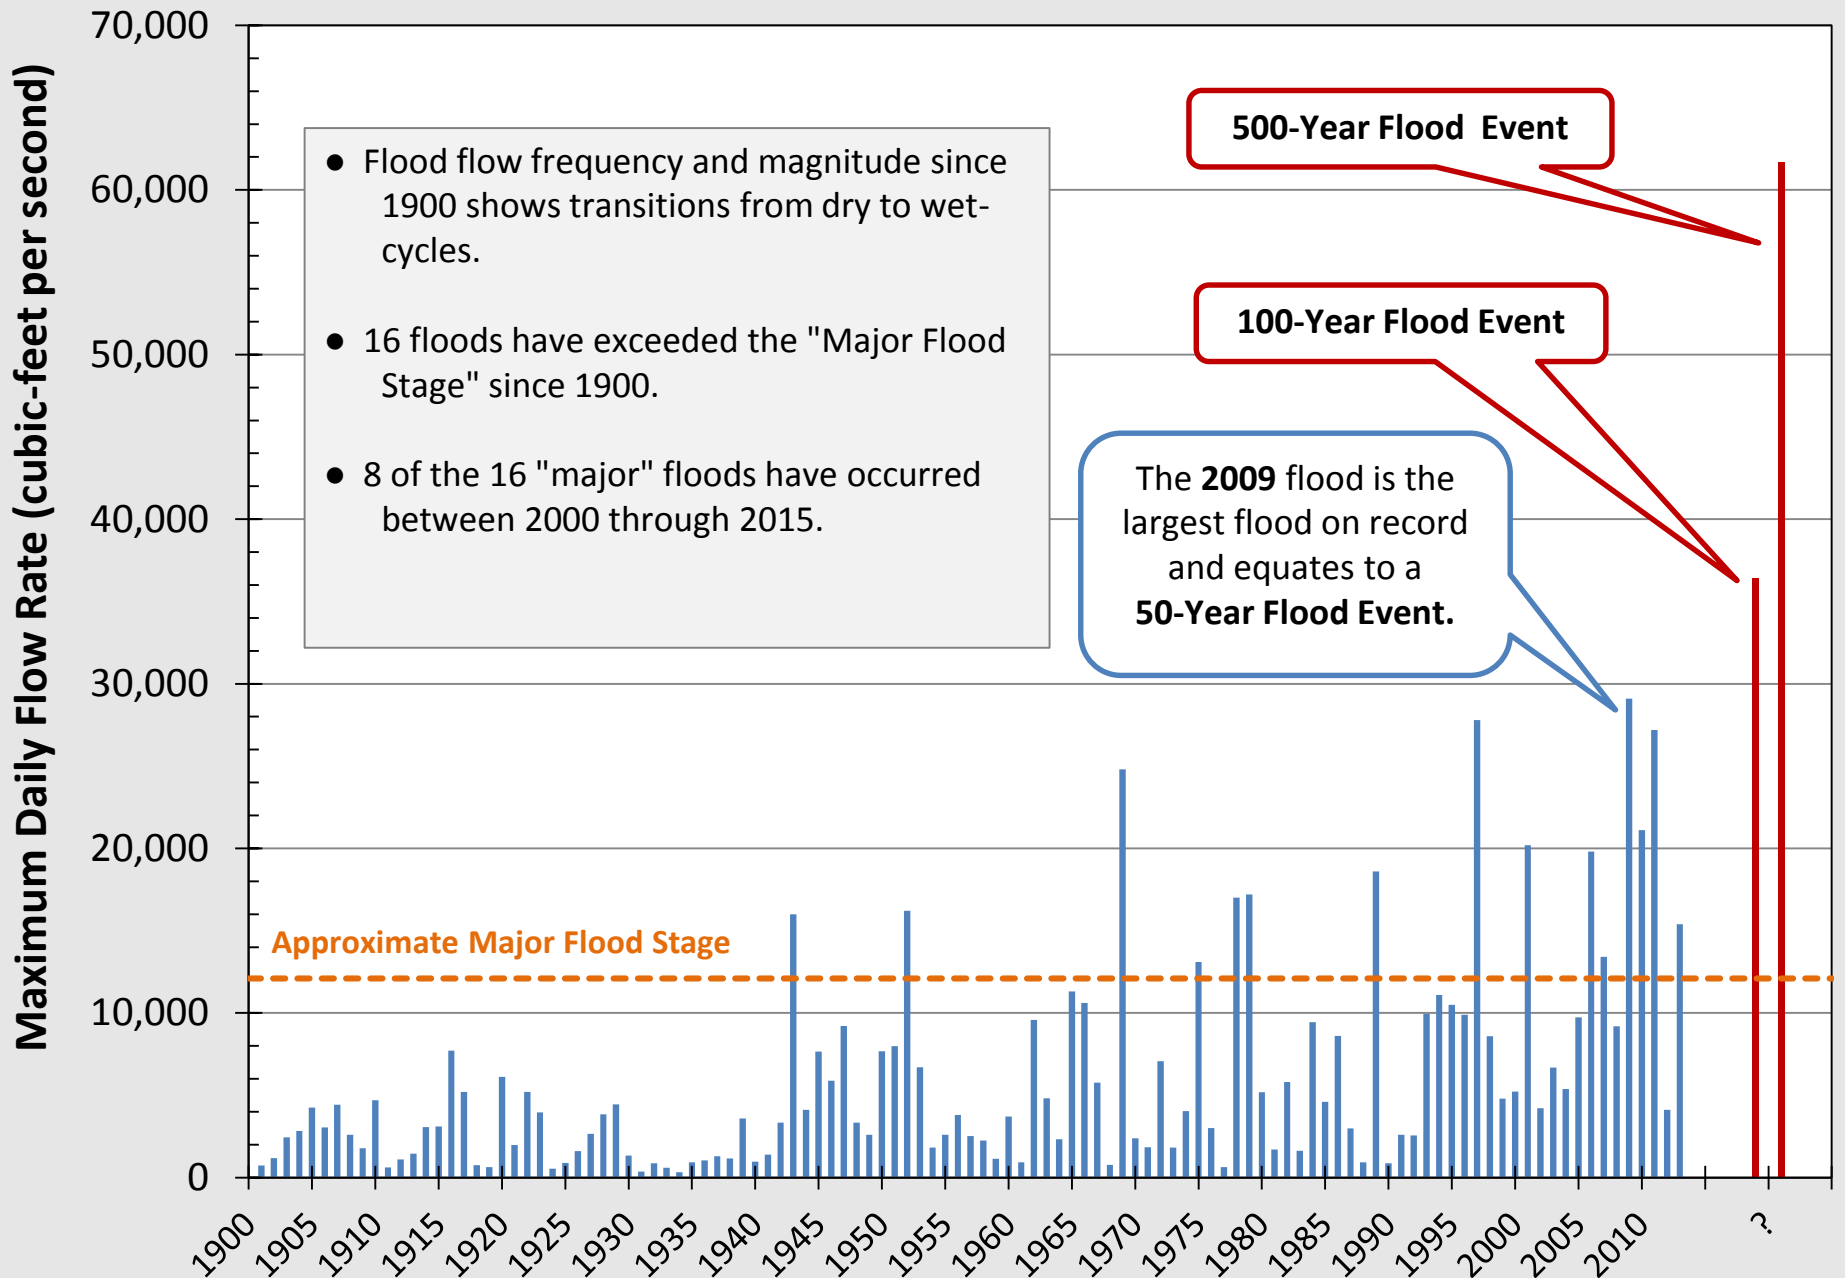 Maximum Daily Flow Rate (cubic-feet per second)
70,000
60,000
50,000
40,000
30,000
20,000
10,000
0
● Flood flow frequency and magnitude since
1900 shows transitions from dry to wet-
cycles.
● 16 floods have exceeded the "Major Flood
Stage" since 1900.
● 8 of the 16 "major" floods have occurred
between 2000 through 2015.
500-Year Flood Event
100-Year Flood Event
The 2009 flood is the
largest flood on record
and equates to a
50-Year Flood Event.
Approximate Major Flood Stage
1900
1905
1910
1915
1920
1925
1930
1935
1940
1945
1950
1955
1960
1965
1970
1975
1980
1985
1990
1995
2000
2005
2010
?